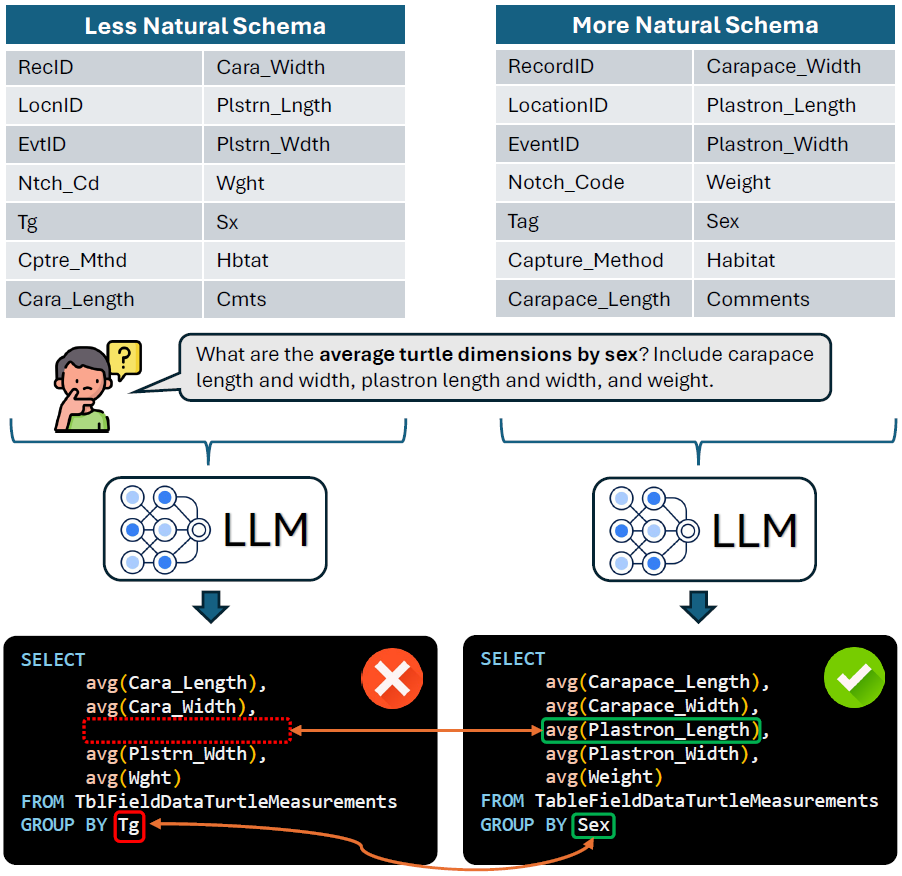 Less Natural Schema
RecID Cara_Width
LocnID Plstrn_Lngth
EvtID Plstrn_Wdth
Ntch_Cd Wght
Tg Sx
Cptre_Mthd Hbtat
Cara_Length Cmts
More Natural Schema
RecordID Carapace_Width
LocationID Plastron_Length
EventID Plastron_Width
Notch_Code Weight
Tag Sex
Capture_Method Habitat
Carapace_Length Comments
?
What are the average turtle dimensions by sex? Include carapace
length and width, plastron length and width, and weight.
LLM
LLM
SELECT
avg(Cara_Length),
avg(Cara_Width),
avg(Plstrn_Wdth),
avg(Wght)
FROM TblFieldDataTurtleMeasurements
GROUP BY Tg
SELECT
avg(Carapace_Length),
avg(Carapace_Width),
avg(Plastron_Length),
avg(Plastron_Width),
avg(Weight)
FROM TableFieldDataTurtleMeasurements
GROUP BY Sex